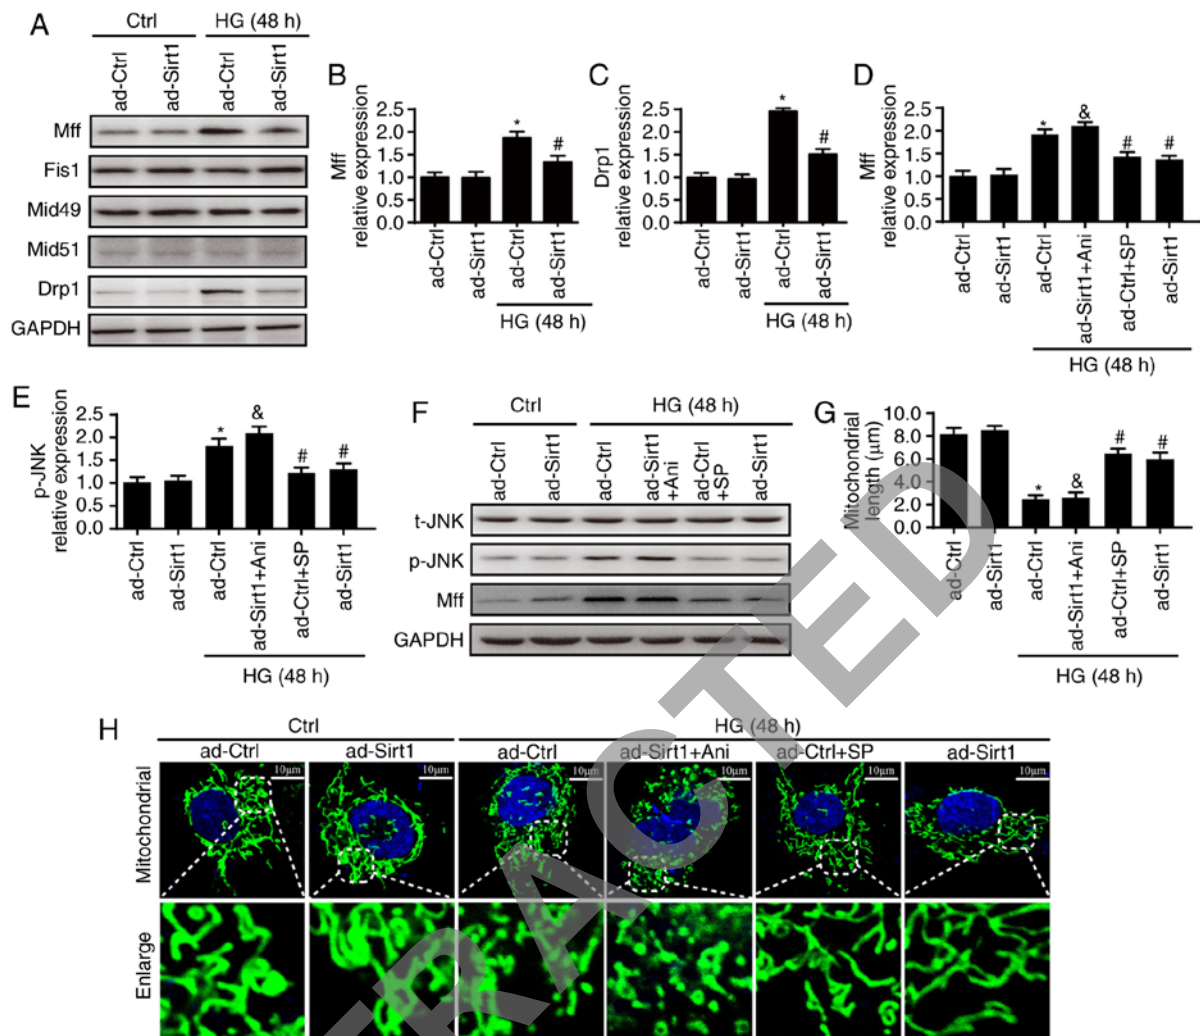 A
Ctrl HG (48 h)
ad-Ctrl ad-Sirt1 ad-Ctrl ad-Sirt1
Mff
Fis1
Mid49
Mid51
Drp1
GAPDH
B
Mff
relative expression
2.5
2.0
1.5
1.0
0.5
0.0
* #
ad-Ctrl ad-Sirt1 ad-Ctrl ad-Sirt1
HG (48 h)
C
Drp1
relative expression
2.5
2.0
1.5
1.0
0.5
0.0
* #
ad-Ctrl ad-Sirt1 ad-Ctrl ad-Sirt1
HG (48 h)
D
Mff
relative expression
2.5
2.0
1.5
1.0
0.5
0.0
* & # #
ad-Ctrl ad-Sirt1 ad-Ctrl ad-Sirt1+Ani ad-Ctrl+SP ad-Sirt1
HG (48 h)
E
p-JNK
relative expression
2.5
2.0
1.5
1.0
0.5
0.0
* & # #
ad-Ctrl ad-Sirt1 ad-Ctrl ad-Sirt1+Ani ad-Ctrl+SP ad-Sirt1
HG (48 h)
F
Ctrl HG (48 h)
ad-Ctrl ad-Sirt1 ad-Ctrl ad-Sirt1 +Ani ad-Ctrl +SP ad-Sirt1
t-JNK
p-JNK
Mff
GAPDH
G
Mitochondrial
length (μm)
10.0
8.0
6.0
4.0
2.0
0.0
* & # #
ad-Ctrl ad-Sirt1 ad-Ctrl ad-Sirt1+Ani ad-Ctrl+SP ad-Sirt1
HG (48 h)
H
Ctrl HG (48 h)
ad-Ctrl ad-Sirt1 ad-Ctrl ad-Sirt1+Ani ad-Ctrl+SP ad-Sirt1
Mitochondrial
10μm 10μm 10μm 10μm 10μm 10μm
Enlarge
TRACTED